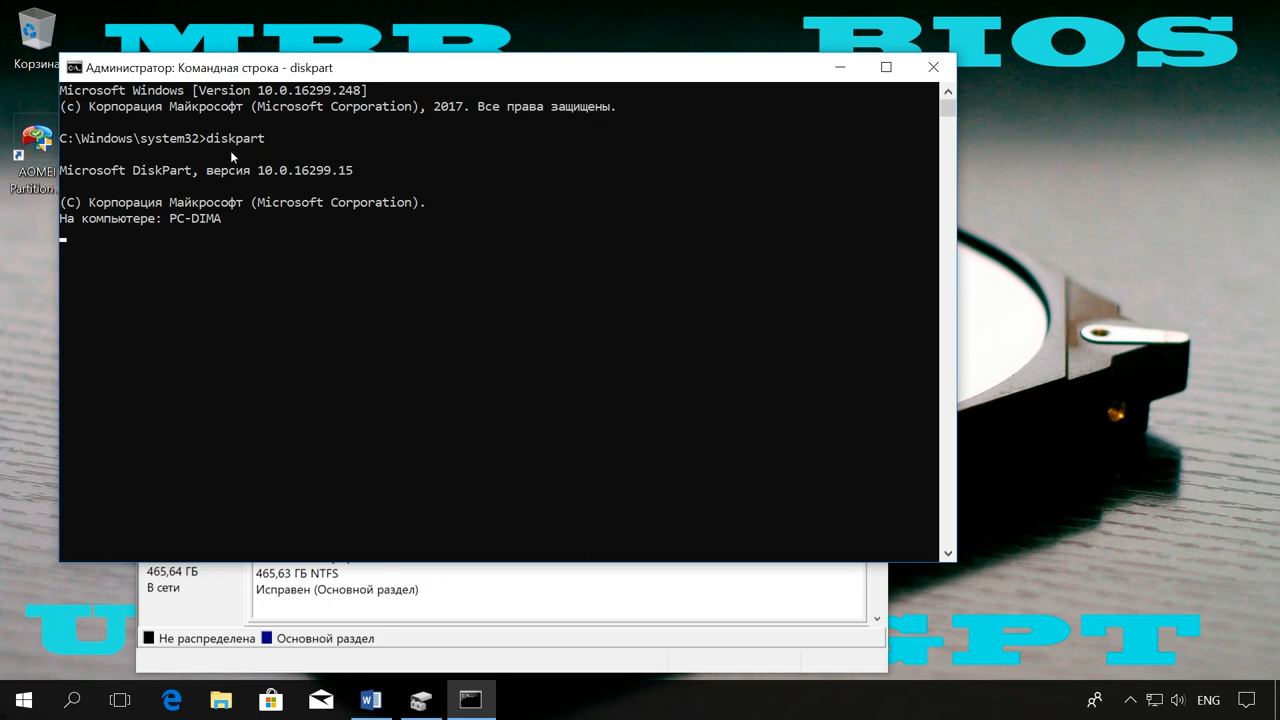 MBR
BIOS
Корзина
Администратор: Командная строка - diskpart
Microsoft Windows [Version 10.0.16299.248]
(c) Корпорация Майкрософт (Microsoft Corporation), 2017. Все права защищены.
C:\Windows\system32>diskpart
Microsoft DiskPart, версия 10.0.16299.15
(C) Корпорация Майкрософт (Microsoft Corporation).
На компьютере: PC-DIMA
AOMEI
Partition
465,64 ГБ
В сети
465,63 ГБ NTFS
Исправен (Основной раздел)
Не распределена
Основной раздел
U
GPT
ENG